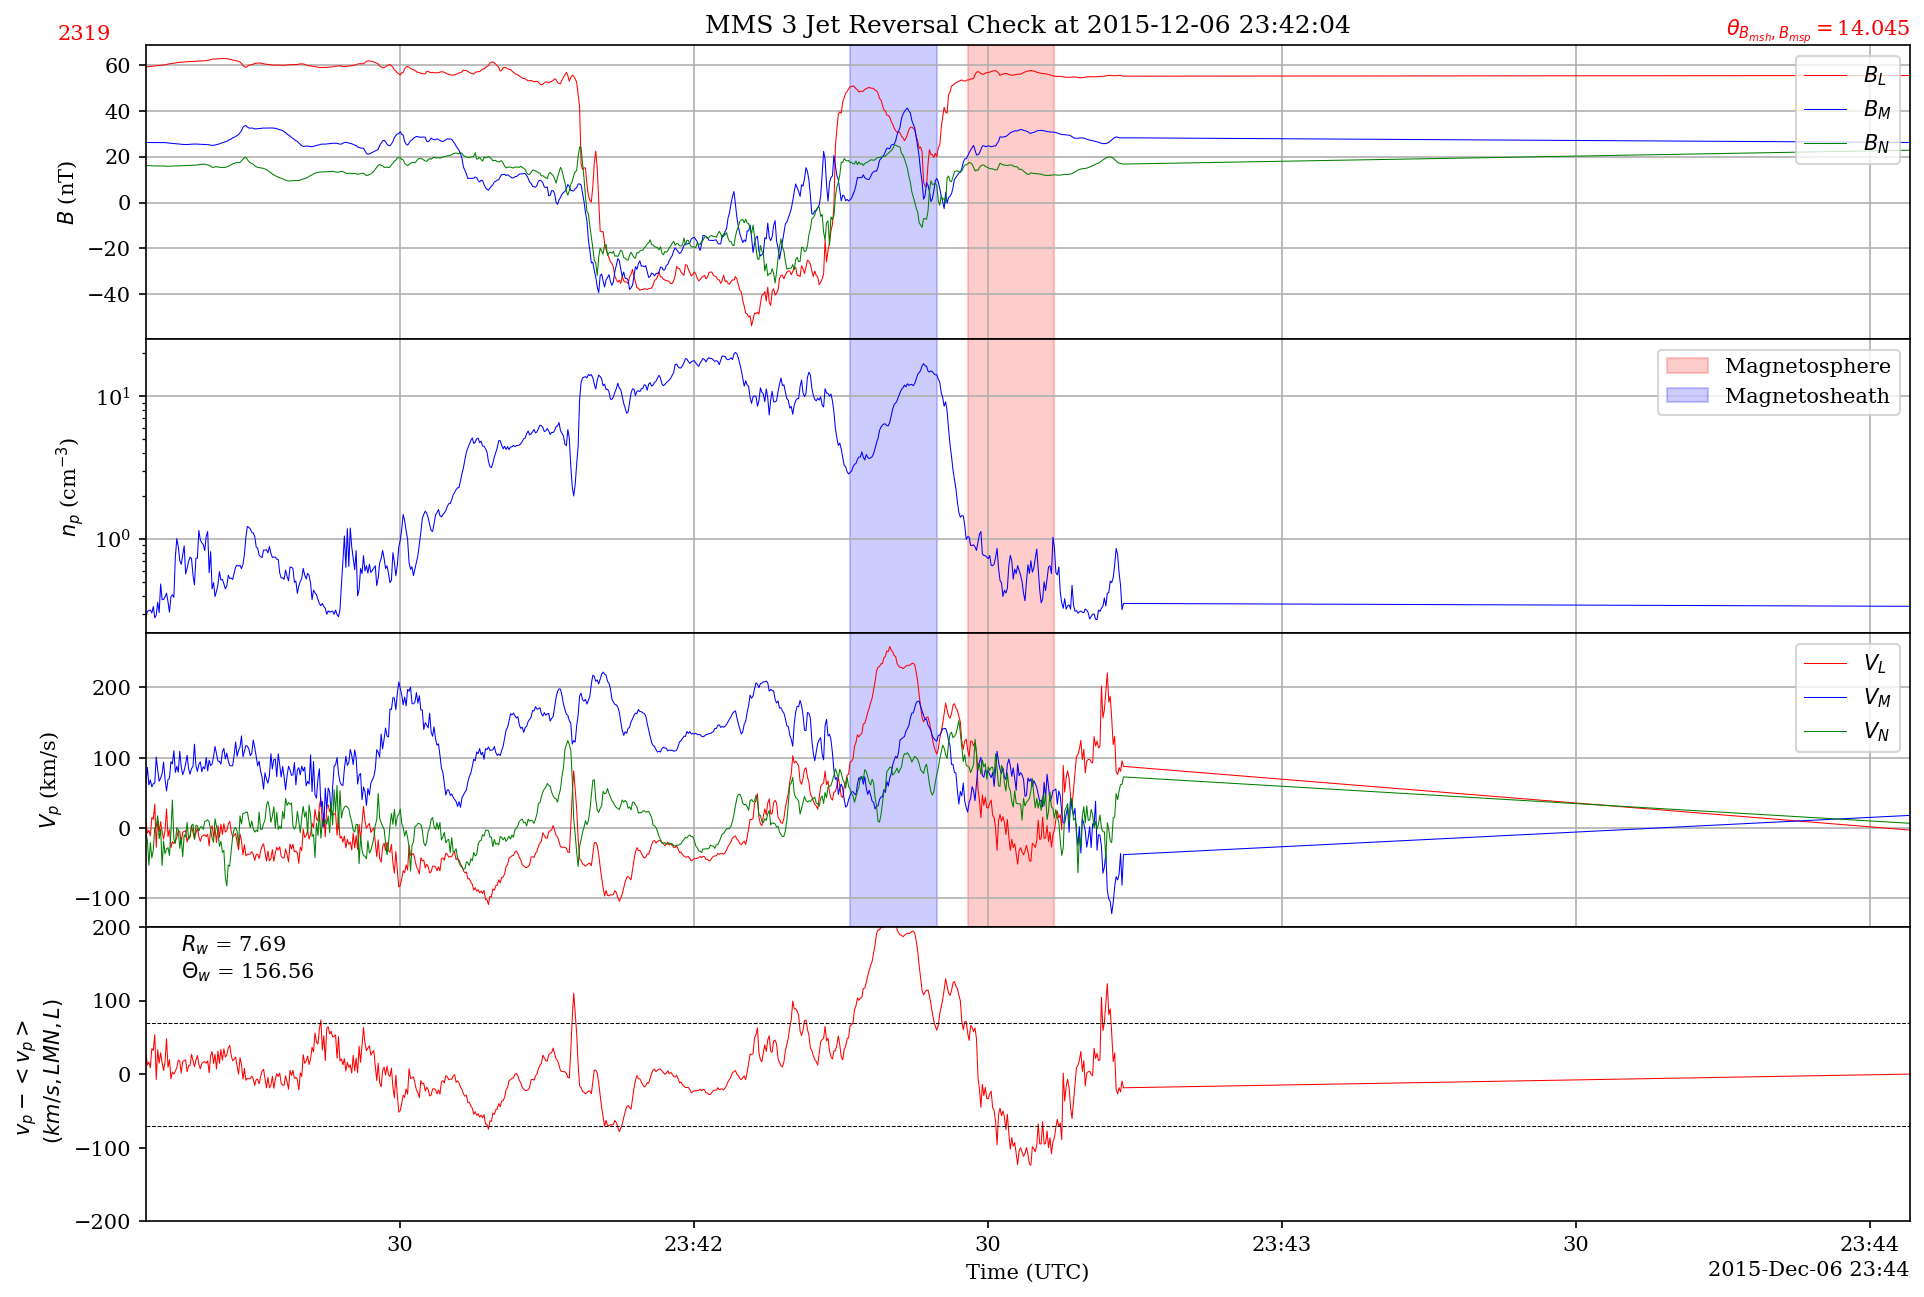 MMS 3 Jet Reversal Check at 2015-12-06 23:42:04
2319
θ_{B_{msh}, B_{msp}} = 14.045
60
40
20
0
−20
−40
B (nT)
B_L
B_M
B_N
10^1
10^0
n_p (cm^{−3})
Magnetosphere
Magnetosheath
200
100
0
−100
V_p (km/s)
V_L
V_M
V_N
200
100
0
−100
−200
v_p − < v_p >
(km/s, LMN, L)
R_w = 7.69
Θ_w = 156.56
30
23:42
30
23:43
30
23:44
Time (UTC)
2015-Dec-06 23:44